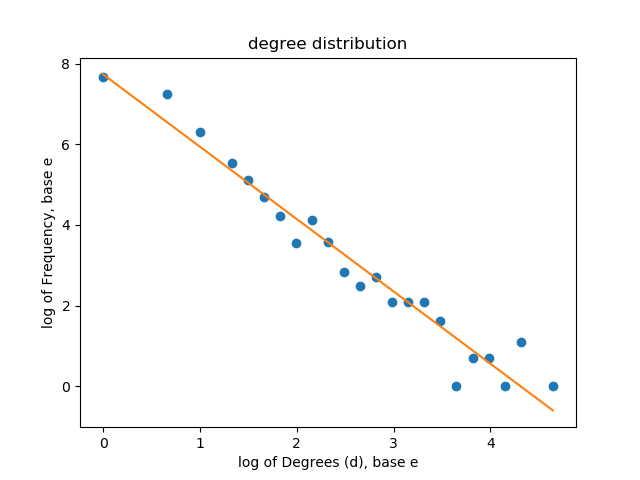 degree distribution
log of Frequency, base e
8
6
4
2
0
0 1 2 3 4
log of Degrees (d), base e